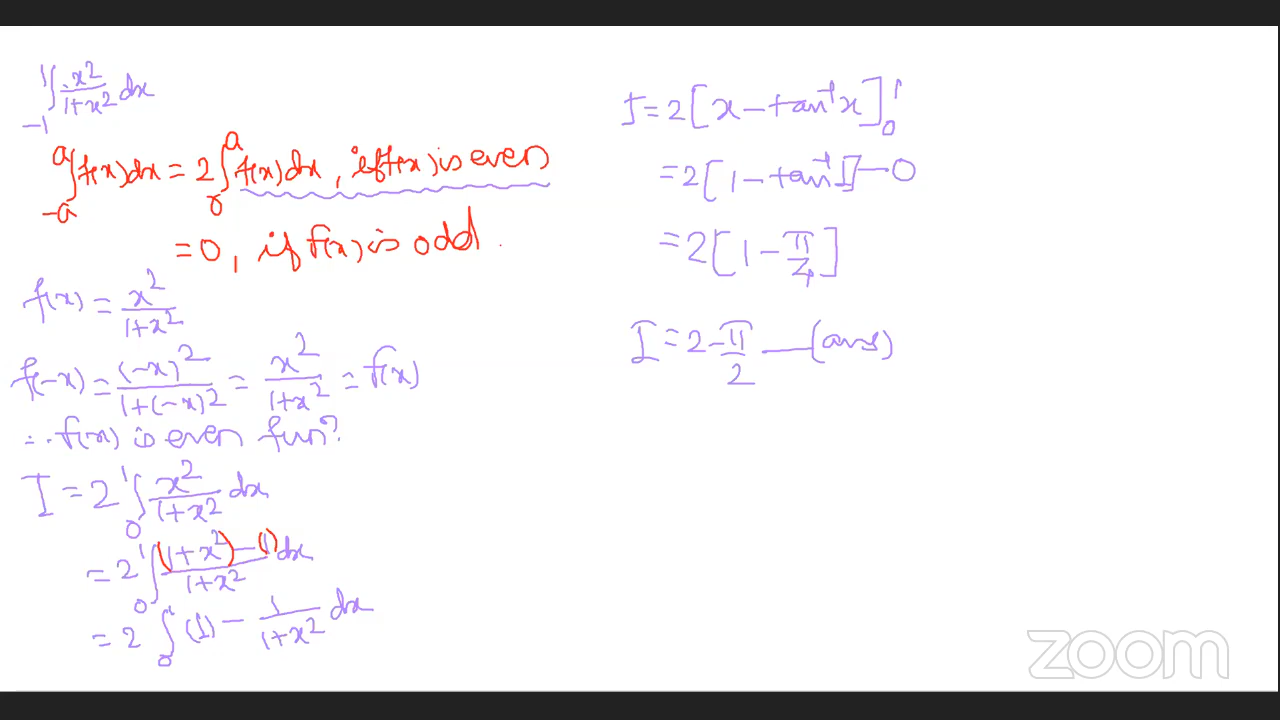 ₋₁∫¹ x²/(1+x²) dx
₋ₐ∫ᵃ f(x)dx = 2 ₀∫ᵃ f(x)dx, if f(x) is even
= 0, if f(x) is odd.
f(x) = x²/(1+x²)
f(-x) = (-x)²/(1+(-x)²) = x²/(1+x²) = f(x)
∴ f(x) is even funⁿ.
I = 2 ₀∫¹ x²/(1+x²) dx
= 2 ₀∫¹ ((1+x²) - (1))/(1+x²) dx
= 2 ₀∫¹ (1) - 1/(1+x²) dx
I = 2[x - tan⁻¹x]₀¹
= 2[1 - tan⁻¹1] - 0
= 2[1 - π/4]
I = 2 - π/2 —(ans)
zoom